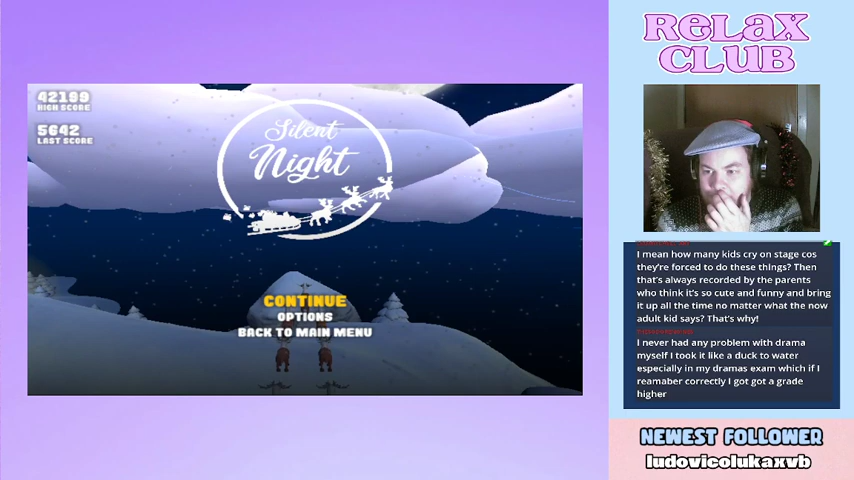 RELAX
CLUB
42199
HIGH SCORE
5642
LAST SCORE
Silent
Night
CONTINUE
OPTIONS
BACK TO MAIN MENU
I mean how many kids cry on stage cos
they're forced to do these things? Then
that's always recorded by the parents
who think it's so cute and funny and bring
it up all the time no matter what the now
adult kid says? That's why!
I never had any problem with drama
myself I took it like a duck to water
especially in my dramas exam which if I
reamaber correctly I got got a grade
higher
NEWEST FOLLOWER
ludovicolukaxvb